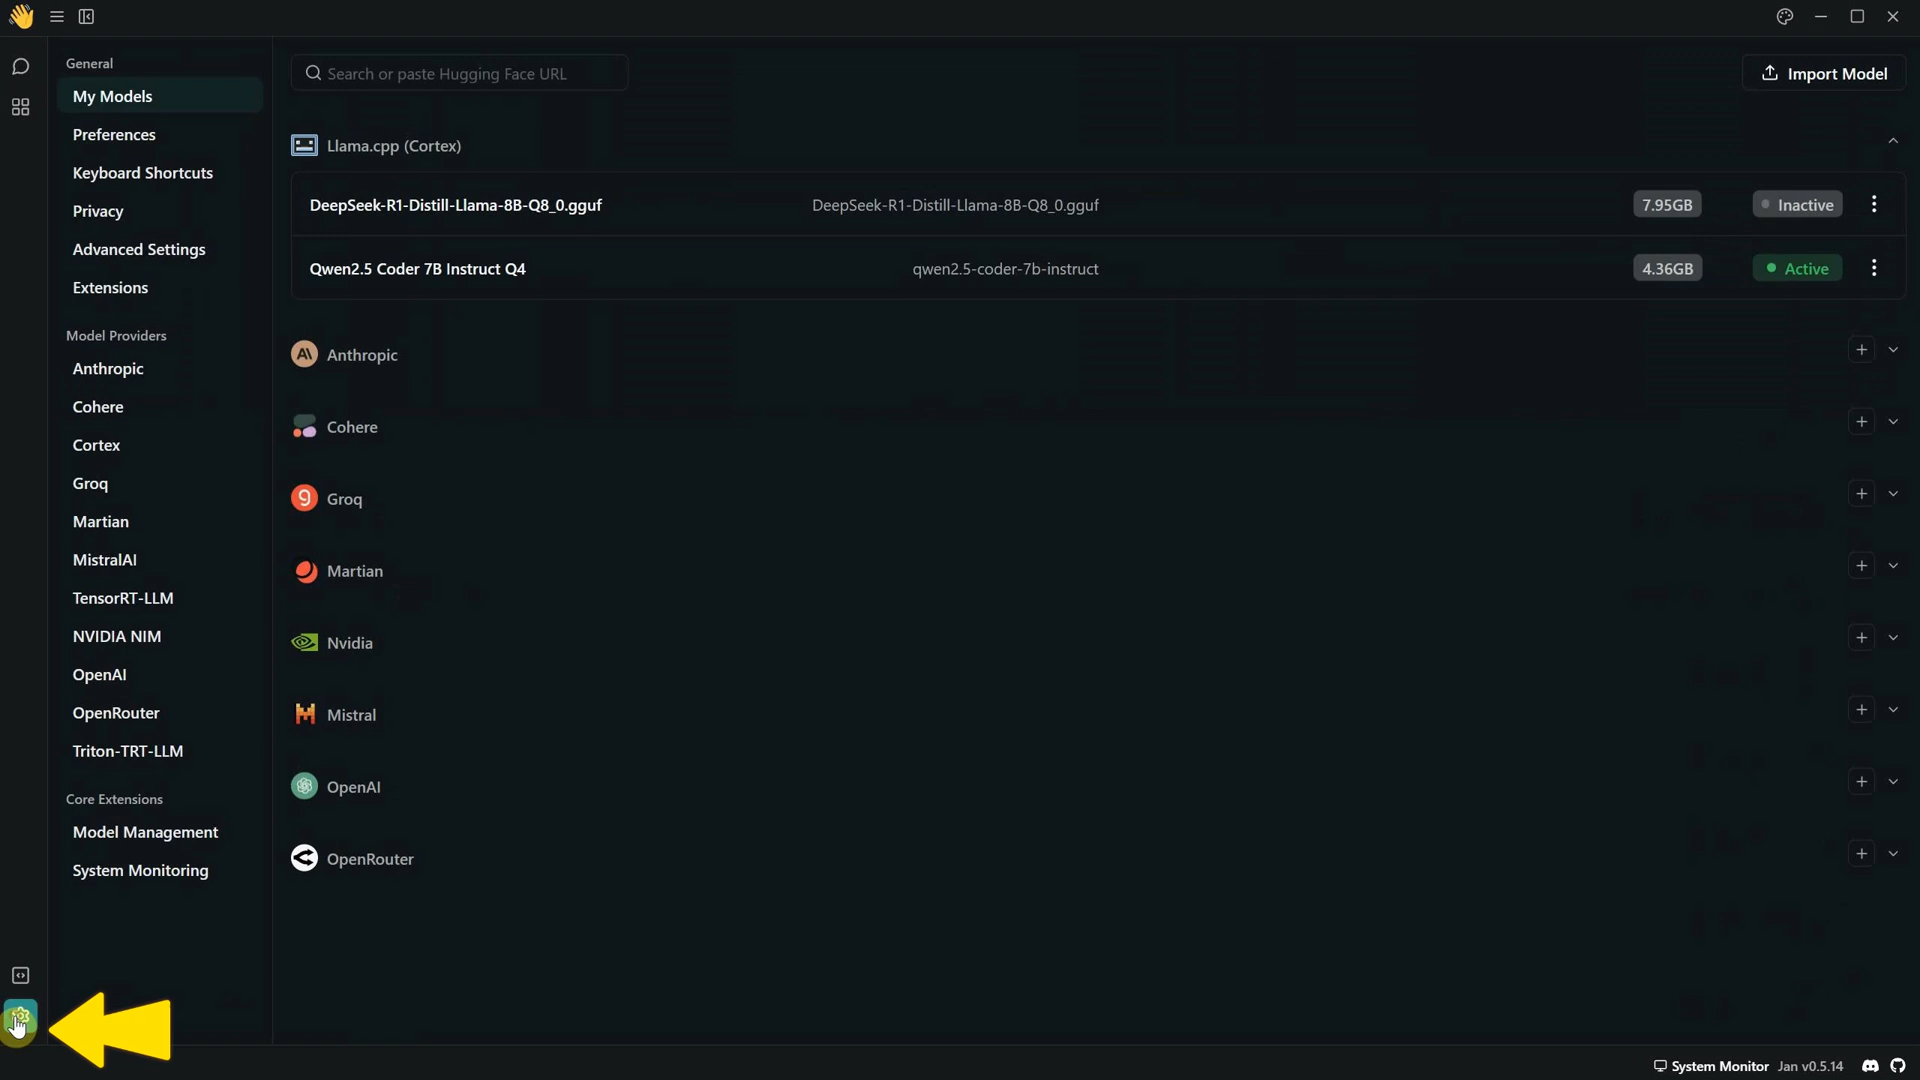 General
My Models
Preferences
Keyboard Shortcuts
Privacy
Advanced Settings
Extensions
Model Providers
Anthropic
Cohere
Cortex
Groq
Martian
MistralAI
TensorRT-LLM
NVIDIA NIM
OpenAI
OpenRouter
Triton-TRT-LLM
Core Extensions
Model Management
System Monitoring
Search or paste Hugging Face URL
Import Model
Llama.cpp (Cortex)
DeepSeek-R1-Distill-Llama-8B-Q8_0.gguf DeepSeek-R1-Distill-Llama-8B-Q8_0.gguf 7.95GB Inactive
Qwen2.5 Coder 7B Instruct Q4 qwen2.5-coder-7b-instruct 4.36GB Active
Anthropic
Cohere
Groq
Martian
Nvidia
Mistral
OpenAI
OpenRouter
System Monitor Jan v0.5.14